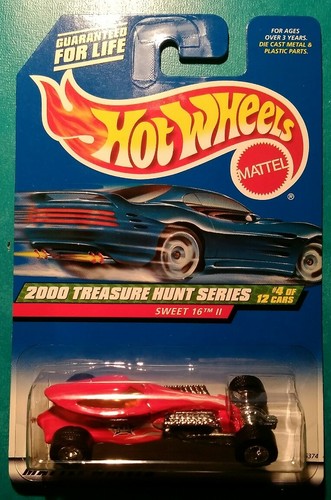 GUARANTEED
FOR LIFE
FOR AGES
OVER 3 YEARS.
DIE CAST METAL &
PLASTIC PARTS.
HOT WHEELS
MATTEL
®
2000 TREASURE HUNT SERIES
#4 OF
12 CARS
SWEET 16™ II